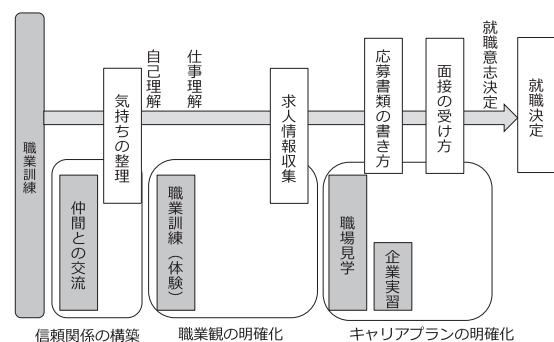 職業訓練
気持ちの整理
自己理解
仕事理解
求人情報収集
応募書類の書き方
面接の受け方
就職意志決定
就職決定
仲間との交流
職業訓練(体験)
職場見学
企業実習
信頼関係の構築
職業観の明確化
キャリアプランの明確化